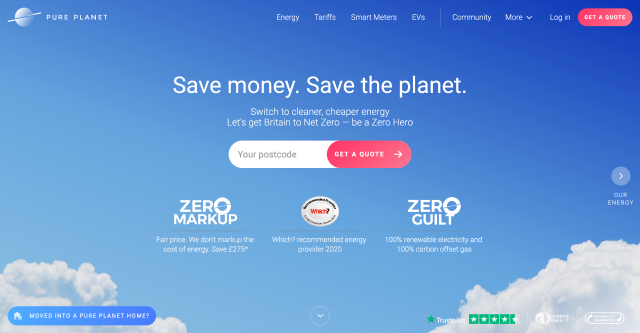 PURE PLANET
Energy
Tariffs
Smart Meters
EVs
Community
More
Log in
GET A QUOTE
Save money. Save the planet.
Switch to cleaner, cheaper energy
Let's get Britain to Net Zero — be a Zero Hero
Your postcode
GET A QUOTE
OUR
ENERGY
ZERO
MARKUP
Which?
ZERO
GUILT
Fair price. We don't markup the
cost of energy. Save £275*
Which? recommended energy
provider 2020
100% renewable electricity and
100% carbon offset gas
MOVED INTO A PURE PLANET HOME?
Trustpilot